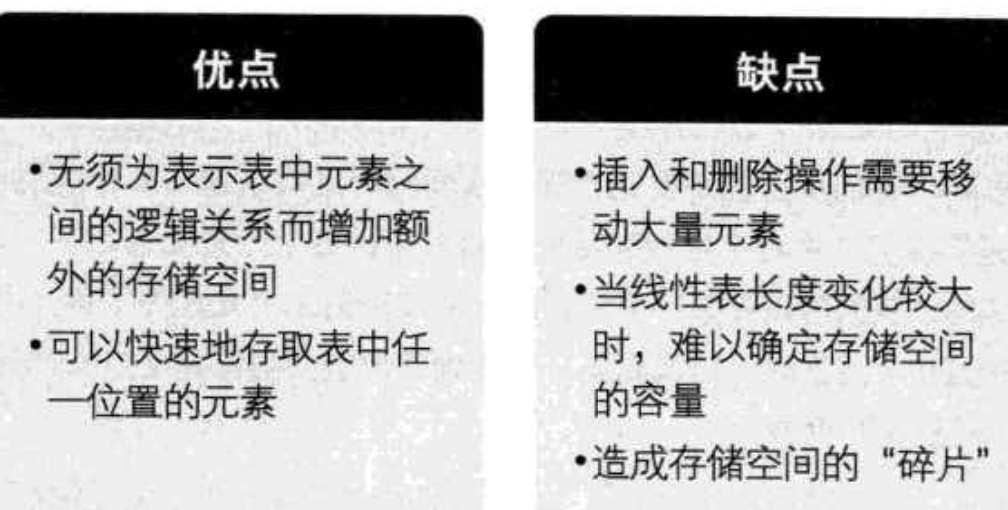 优点
•无须为表示表中元素之
间的逻辑关系而增加额
外的存储空间
•可以快速地存取表中任
一位置的元素
缺点
•插入和删除操作需要移
动大量元素
•当线性表长度变化较大
时，难以确定存储空间
的容量
•造成存储空间的“碎片”